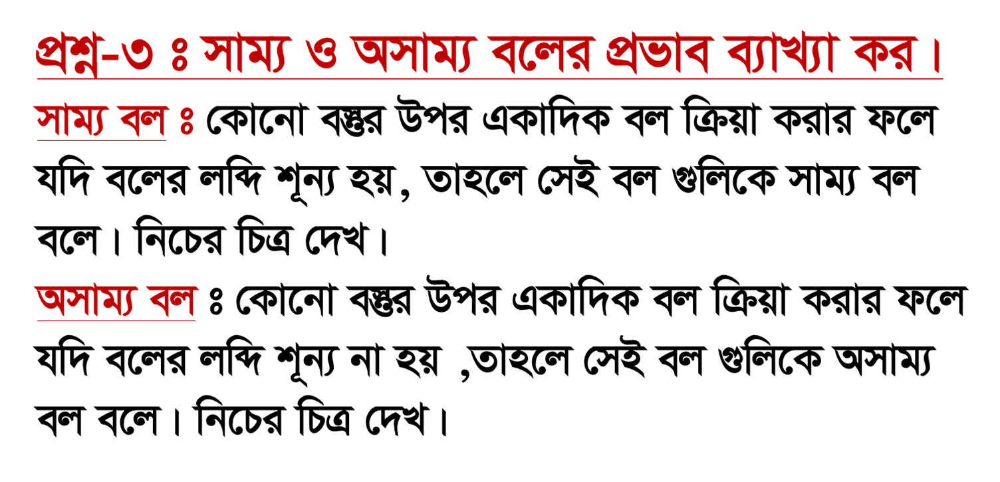 প্রশ্ন-৩ ঃ সাম্য ও অসাম্য বলের প্রভাব ব্যাখ্যা কর।
সাম্য বল ঃ কোনো বস্তুর উপর একাদিক বল ক্রিয়া করার ফলে
যদি বলের লব্দি শূন্য হয়, তাহলে সেই বল গুলিকে সাম্য বল
বলে। নিচের চিত্র দেখ।
অসাম্য বল ঃ কোনো বস্তুর উপর একাদিক বল ক্রিয়া করার ফলে
যদি বলের লব্দি শূন্য না হয় ,তাহলে সেই বল গুলিকে অসাম্য
বল বলে। নিচের চিত্র দেখ।